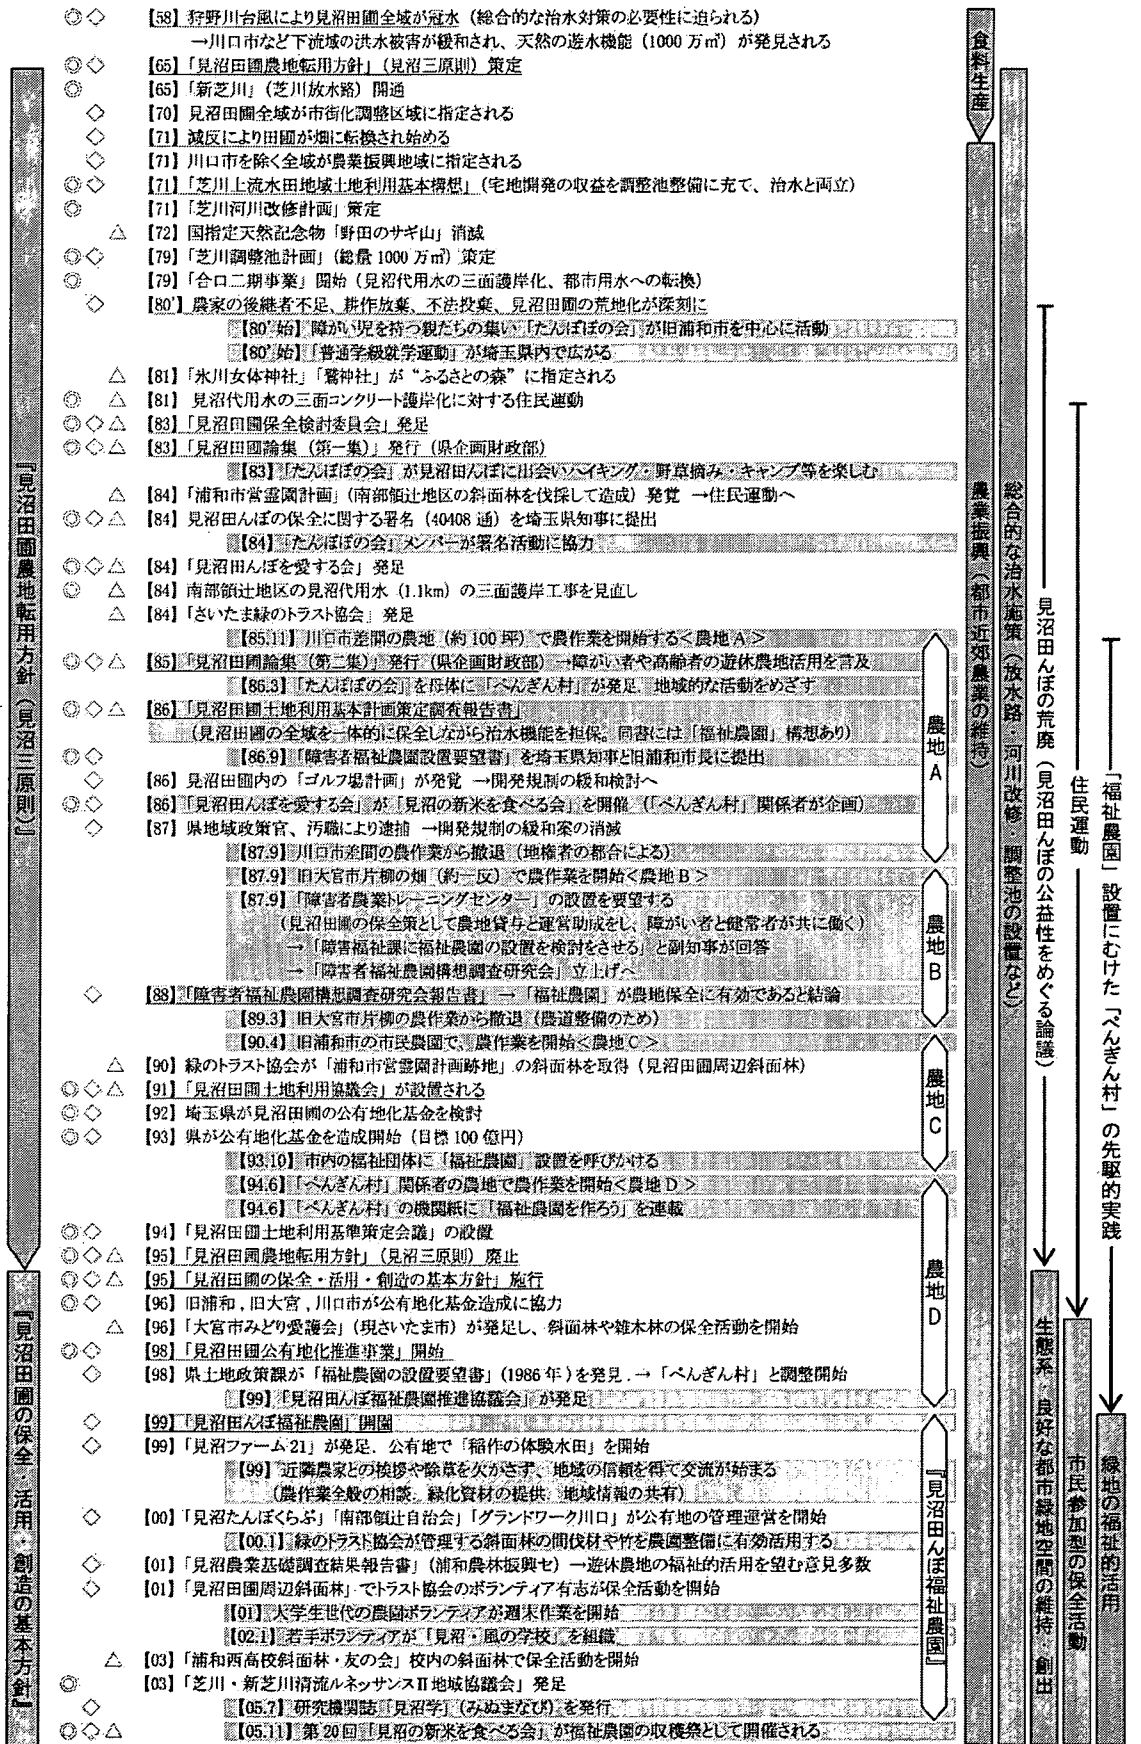 ◎◇ 【58】狩野川台風により見沼田圃全域が冠水（総合的な治水対策の必要性に迫られる）
→川口市など下流域の洪水被害が緩和され、天然の遊水機能（1000万㎥）が発見される
◎◇ 【65】「見沼田圃農地転用方針」（見沼三原則）策定
◎ 【65】「新芝川」（芝川放水路）開通
◇ 【70】見沼田圃全域が市街化調整区域に指定される
◇ 【71】減反により田圃が畑に転換され始める
◇ 【71】川口市を除く全域が農業振興地域に指定される
◎◇ 【71】「芝川上流水田地域土地利用基本構想」（宅地開発の収益を調整池整備に充て、治水と両立）
◎ 【71】「芝川河川改修計画」策定
△ 【72】国指定天然記念物「野田のサギ山」消滅
◎◇ 【79】「芝川調整池計画」（総量1000万㎥）策定
◎ 【79】「合口二期事業」開始（見沼代用水の三面護岸化、都市用水への転換）
◇ 【80'】農家の後継者不足、耕作放棄、不法投棄、見沼田圃の荒地化が深刻に
【80'始】障がい児を持つ親たちの集い「たんぽぽの会」が旧浦和市を中心に活動
【80'始】「普通学級就学運動」が埼玉県内で広がる
△ 【81】「氷川女体神社」「鷲神社」が“ふるさとの森”に指定される
◎ △ 【81】見沼代用水の三面コンクリート護岸化に対する住民運動
◎◇△ 【83】「見沼田圃保全検討委員会」発足
◎◇△ 【83】「見沼田圃論集（第一集）」発行（県企画財政部）
【83】「たんぽぽの会」が見沼田んぼに出会いハイキング・野草摘み・キャンプ等を楽しむ
△ 【84】「浦和市営霊園計画」（南部領辻地区の斜面林を伐採して造成）発覚 →住民運動へ
◎◇△ 【84】見沼田んぼの保全に関する署名（40408通）を埼玉県知事に提出
【84】「たんぽぽの会」メンバーが署名活動に協力
◎◇△ 【84】「見沼田んぼを愛する会」発足
◎ △ 【84】南部領辻地区の見沼代用水（1.1km）の三面護岸工事を見直し
△ 【84】「さいたま緑のトラスト協会」発足
【85.11】川口市差間の農地（約100坪）で農作業を開始する＜農地A＞
◎◇△ 【85】「見沼田圃論集（第二集）」発行（県企画財政部）→障がい者や高齢者の遊休農地活用を言及
【86.3】「たんぽぽの会」を母体に「ぺんぎん村」が発足、地域的な活動をめざす
◎◇△ 【86】「見沼田圃土地利用基本計画策定調査報告書」
（見沼田圃の全域を一体的に保全しながら治水機能を担保。同書には「福祉農園」構想あり）
◎◇ 【86.9】「障害者福祉農園設置要望書」を埼玉県知事と旧浦和市長に提出
◇ 【86】見沼田圃内の「ゴルフ場計画」が発覚 →開発規制の緩和検討へ
◎◇ 【86】「見沼田んぼを愛する会」が「見沼の新米を食べる会」を開催（「ぺんぎん村」関係者が企画）
◇ 【87】県地域政策官、汚職により逮捕 →開発規制の緩和案の消滅
【87.9】川口市差間の農作業から撤退（地権者の都合による）
【87.9】旧大宮市片柳の畑（約一反）で農作業を開始＜農地B＞
【87.9】「障害者農業トレーニングセンター」の設置を要望する
（見沼田圃の保全策として農地貸与と運営助成をし、障がい者と健常者が共に働く）
→「障害福祉課に福祉農園の設置を検討をさせる」と副知事が回答
→「障害者福祉農園構想調査研究会」立上げへ
◇ 【88】「障害者福祉農園構想調査研究会報告書」→「福祉農園」が農地保全に有効であると結論
【89.3】旧大宮市片柳の農作業から撤退（農道整備のため）
【90.4】旧浦和市の市民農園で、農作業を開始＜農地C＞
△ 【90】緑のトラスト協会が「浦和市営霊園計画跡地」の斜面林を取得（見沼田圃周辺斜面林）
◎◇△ 【91】「見沼田圃土地利用協議会」が設置される
◎◇ 【92】埼玉県が見沼田圃の公有地化基金を検討
◎◇ 【93】県が公有地化基金を造成開始（目標100億円）
【93.10】市内の福祉団体に「福祉農園」設置を呼びかける
【94.6】「ぺんぎん村」関係者の農地で農作業を開始＜農地D＞
【94.6】「ぺんぎん村」の機関紙に「福祉農園を作ろう」を連載
◎◇ 【94】「見沼田圃土地利用基準策定会議」の設置
◎◇△ 【95】「見沼田圃農地転用方針」（見沼三原則）廃止
◎◇△ 【95】「見沼田圃の保全・活用・創造の基本方針」施行
◎◇ 【96】旧浦和，旧大宮，川口市が公有地化基金造成に協力
△ 【96】「大宮市みどり愛護会」（現さいたま市）が発足し、斜面林や雑木林の保全活動を開始
◎◇ 【98】「見沼田圃公有地化推進事業」開始
◇ 【98】県土地政策課が「福祉農園の設置要望書」（1986年）を発見．→「ぺんぎん村」と調整開始
【99】「見沼田んぼ福祉農園推進協議会」が発足
◇ 【99】「見沼田んぼ福祉農園」開園
◇ 【99】「見沼ファーム21」が発足．公有地で「稲作の体験水田」を開始
【99】近隣農家との挨拶や除草を欠かさず、地域の信頼を得て交流が始まる
（農作業全般の相談、緑化資材の提供、地域情報の共有）
◇ 【00】「見沼たんぼくらぶ」「南部領辻自治会」「グランドワーク川口」が公有地の管理運営を開始
【00.1】緑のトラスト協会が管理する斜面林の間伐材や竹を農園整備に有効活用する
◇ 【01】「見沼農業基礎調査結果報告書」（浦和農林振興セ）→遊休農地の福祉的活用を望む意見多数
◇ 【01】「見沼田圃周辺斜面林」でトラスト協会のボランティア有志が保全活動を開始
【01】大学生世代の農園ボランティアが週末作業を開始
【02.1】若手ボランティアが「見沼・風の学校」を組織
△ 【03】「浦和西高校斜面林・友の会」校内の斜面林で保全活動を開始
◎ 【03】「芝川・新芝川清流ルネッサンスⅡ地域協議会」発足
◇ 【05.7】研究機関誌「見沼学」（みぬまなび）を発行
◎◇△ 【05.11】第20回「見沼の新米を食べる会」が福祉農園の収穫祭として開催される
『見沼田圃農地転用方針（見沼三原則）』
『見沼田圃の保全・活用・創造の基本方針』
農地A
農地B
農地C
農地D
『見沼田んぼ福祉農園』
食料生産
農業振興（都市近郊農業の維持）
総合的な治水施策（放水路・河川改修・調整池の設置など）
見沼田んぼの荒廃（見沼田んぼの公益性をめぐる論議）
生態系・良好な都市緑地空間の維持・創出
住民運動
市民参加型の保全活動
「福祉農園」設置にむけた「ぺんぎん村」の先駆的実践
緑地の福祉的活用